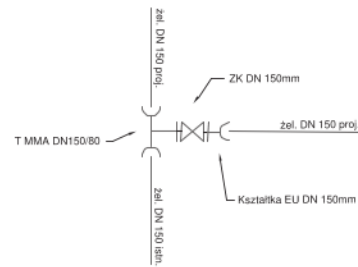 żel. DN 150 proj.
ZK DN 150mm
żel. DN 150 proj.
T MMA DN150/80
Kształtka EU DN 150mm
żel. DN 150 istn.